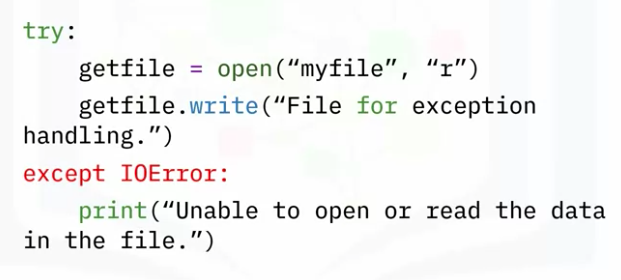 try:
    getfile = open(“myfile”, “r”)
    getfile.write(“File for exception
handling.”)
except IOError:
    print(“Unable to open or read the data
in the file.”)